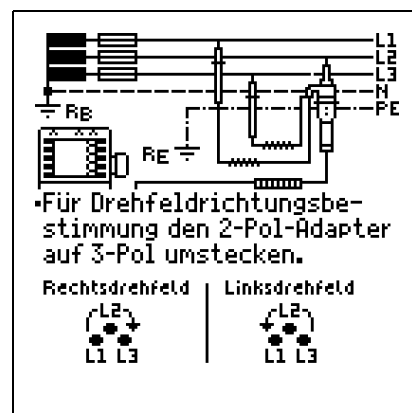 L1
L2
L3
N
PE
RB
RE
•Für Drehfeldrichtungsbe-
stimmung den 2-Pol-Adapter
auf 3-Pol umstecken.
Rechtsdrehfeld | Linksdrehfeld
L2 L2
L1 L3 L1 L3